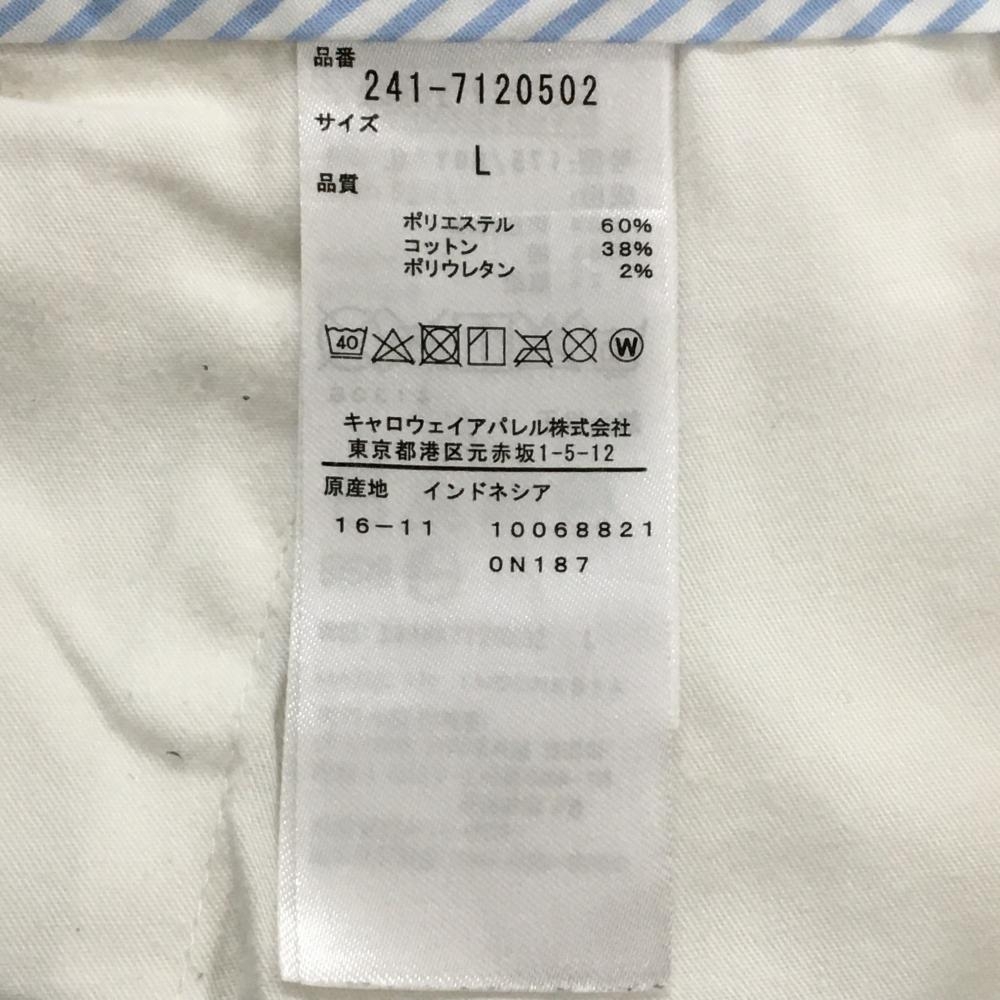 品番
241-7120502
サイズ
L
品質
ポリエステル 60%
コットン 38%
ポリウレタン 2%
40 W
キャロウェイアパレル株式会社
東京都港区元赤坂1-5-12
原産地 インドネシア
16-11 10068821
0N187